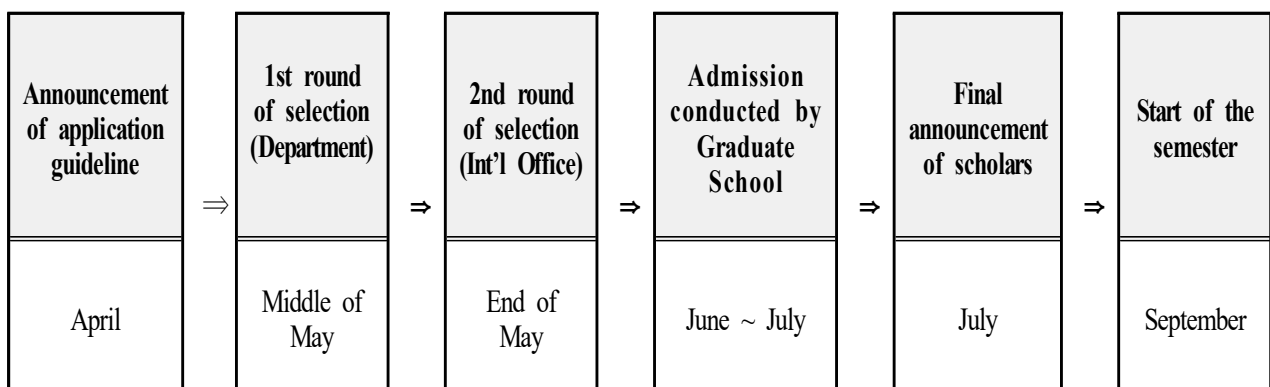 Announcement
of application
guideline
April
⇒
1st round
of selection
(Department)
Middle of
May
⇒
2nd round
of selection
(Int'l Office)
End of
May
⇒
Admission
conducted by
Graduate
School
June ~ July
⇒
Final
announcement
of scholars
July
⇒
Start of the
semester
September